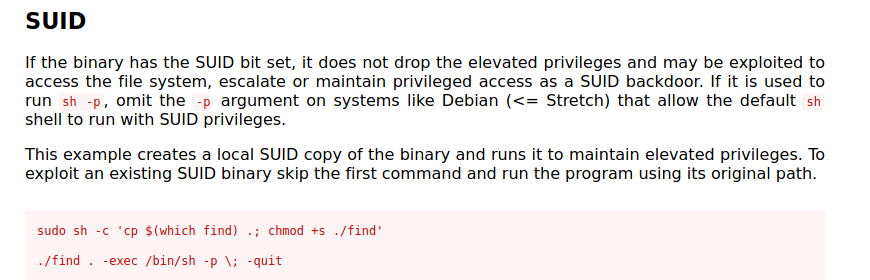 SUID
If the binary has the SUID bit set, it does not drop the elevated privileges and may be exploited to
access the file system, escalate or maintain privileged access as a SUID backdoor. If it is used to
run sh -p, omit the -p argument on systems like Debian (<= Stretch) that allow the default sh
shell to run with SUID privileges.
This example creates a local SUID copy of the binary and runs it to maintain elevated privileges. To
exploit an existing SUID binary skip the first command and run the program using its original path.
sudo sh -c 'cp $(which find) .; chmod +s ./find'
./find . -exec /bin/sh -p \; -quit